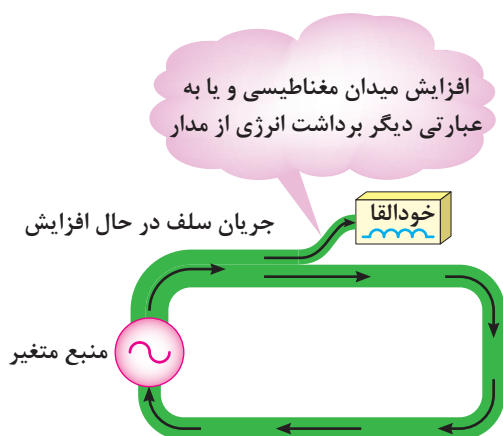 افزایش میدان مغناطیسی و یا به
عبارتی دیگر برداشت انرژی از مدار
خودالقا
جریان سلف در حال افزایش
منبع متغیر